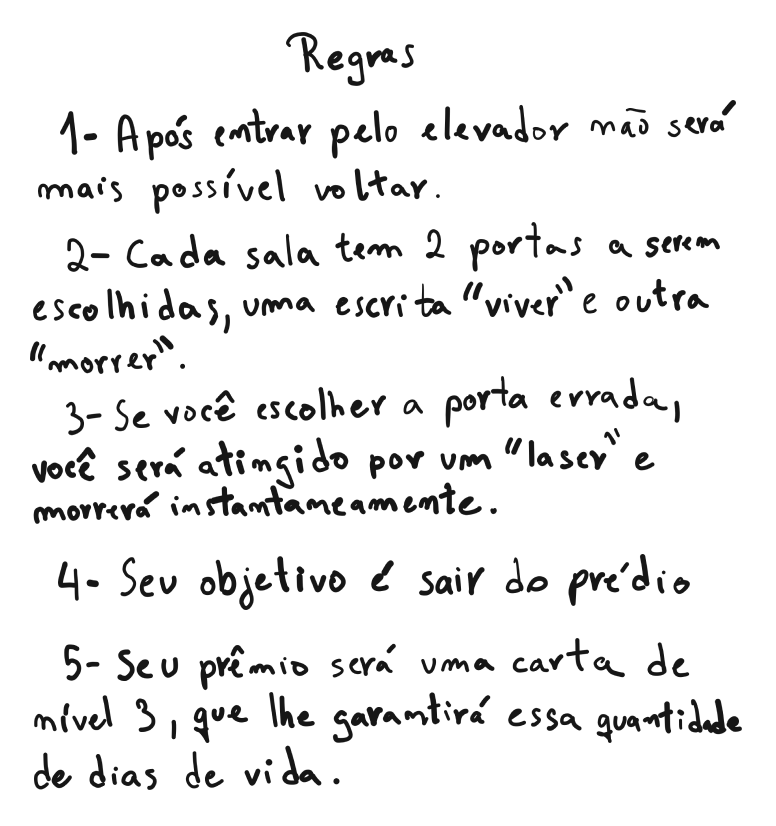 Regras
1- Após entrar pelo elevador não será
mais possível voltar.
2- Cada sala tem 2 portas a serem
escolhidas, uma escrita "viver" e outra
"morrer".
3- Se você escolher a porta errada,
você será atingido por um "laser" e
morrerá instantaneamente.
4- Seu objetivo é sair do prédio
5- Seu prêmio será uma carta de
nível 3, que lhe garantirá essa quantidade
de dias de vida.